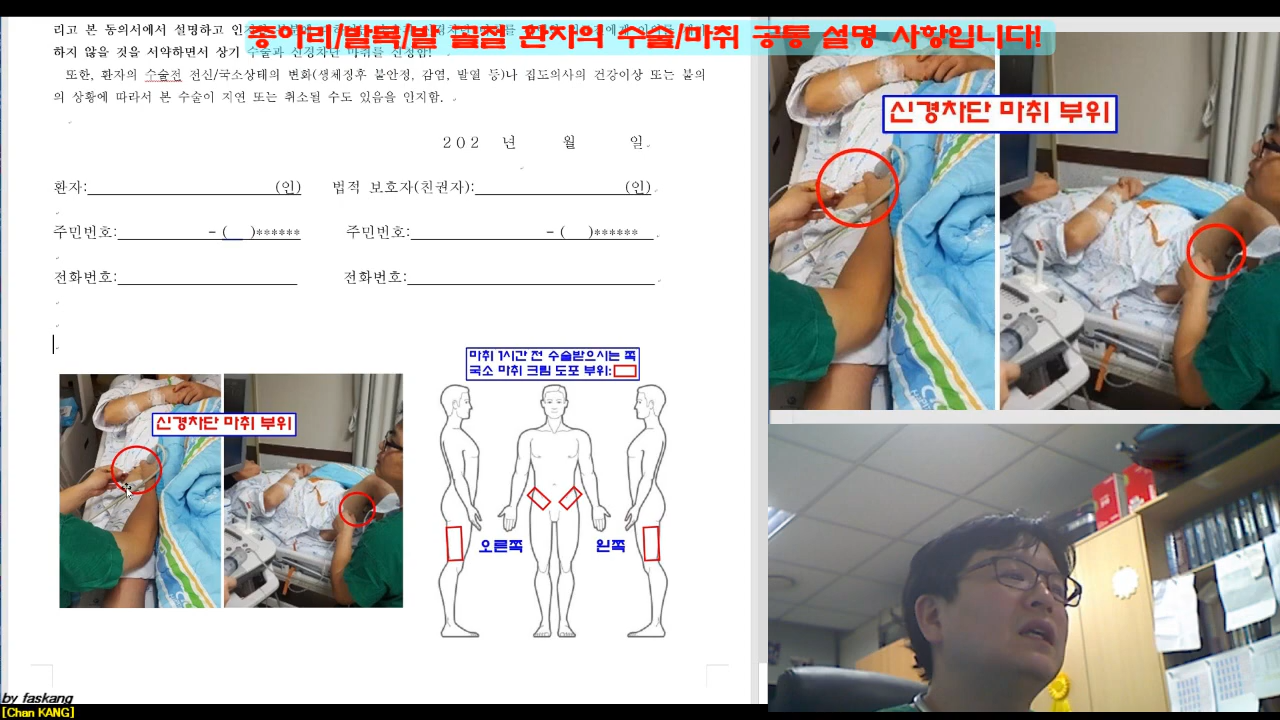 종아리/발목/발 골절 환자의 수술/마취 공통 설명 사항입니다!
리고 본 동의서에서 설명하고
하지 않을 것을 서약하면서 상기 수술과 신경차단 마취를 신청함!
또한, 환자의 수술전 전신/국소상태의 변화(생체징후 불안정, 감염, 발열 등)나 집도의사의 건강이상 또는 불의
의 상황에 따라서 본 수술이 지연 또는 취소될 수도 있음을 인지함.
202 년 월 일
환자: (인) 법적 보호자(친권자): (인)
주민번호: - ( )****** 주민번호: - ( )******
전화번호: 전화번호:
신경차단 마취 부위
마취 1시간 전 수술받으시는 쪽
국소 마취 크림 도포 부위:
오른쪽 왼쪽
신경차단 마취 부위
by faskang
[Chan KANG]